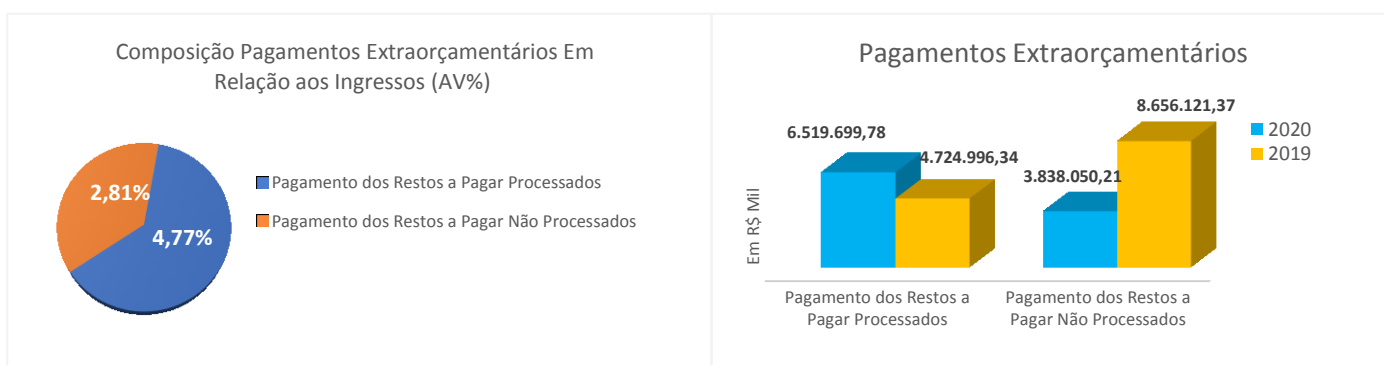 Composição Pagamentos Extraorçamentários Em
Relação aos Ingressos (AV%)
2,81%
4,77%
Pagamento dos Restos a Pagar Processados
Pagamento dos Restos a Pagar Não Processados
Pagamentos Extraorçamentários
Em R$ Mil
6.519.699,78
4.724.996,34
3.838.050,21
8.656.121,37
2020
2019
Pagamento dos Restos a
Pagar Processados
Pagamento dos Restos a
Pagar Não Processados